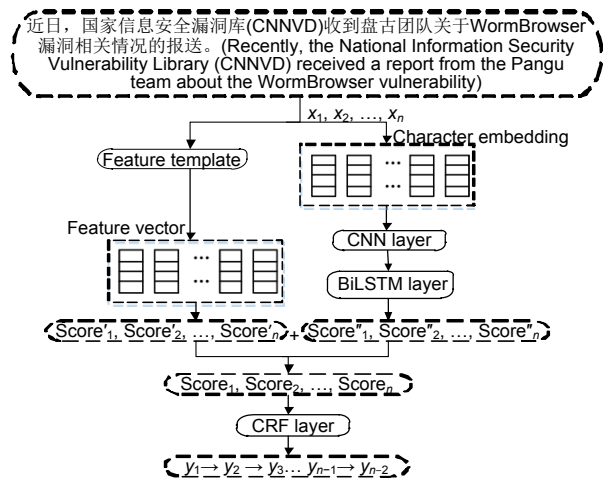 近日，国家信息安全漏洞库(CNNVD)收到盘古团队关于WormBrowser
漏洞相关情况的报送。(Recently, the National Information Security
Vulnerability Library (CNNVD) received a report from the Pangu
team about the WormBrowser vulnerability)
x₁, x₂, …, xₙ
Character embedding
Feature template
…
…
Feature vector
CNN layer
…
…
BiLSTM layer
Score′₁, Score′₂, …, Score′ₙ + Score″₁, Score″₂, …, Score″ₙ
Score₁, Score₂, …, Scoreₙ
CRF layer
y₁→ y₂ → y₃… yₙ₋₁→ yₙ₋₂